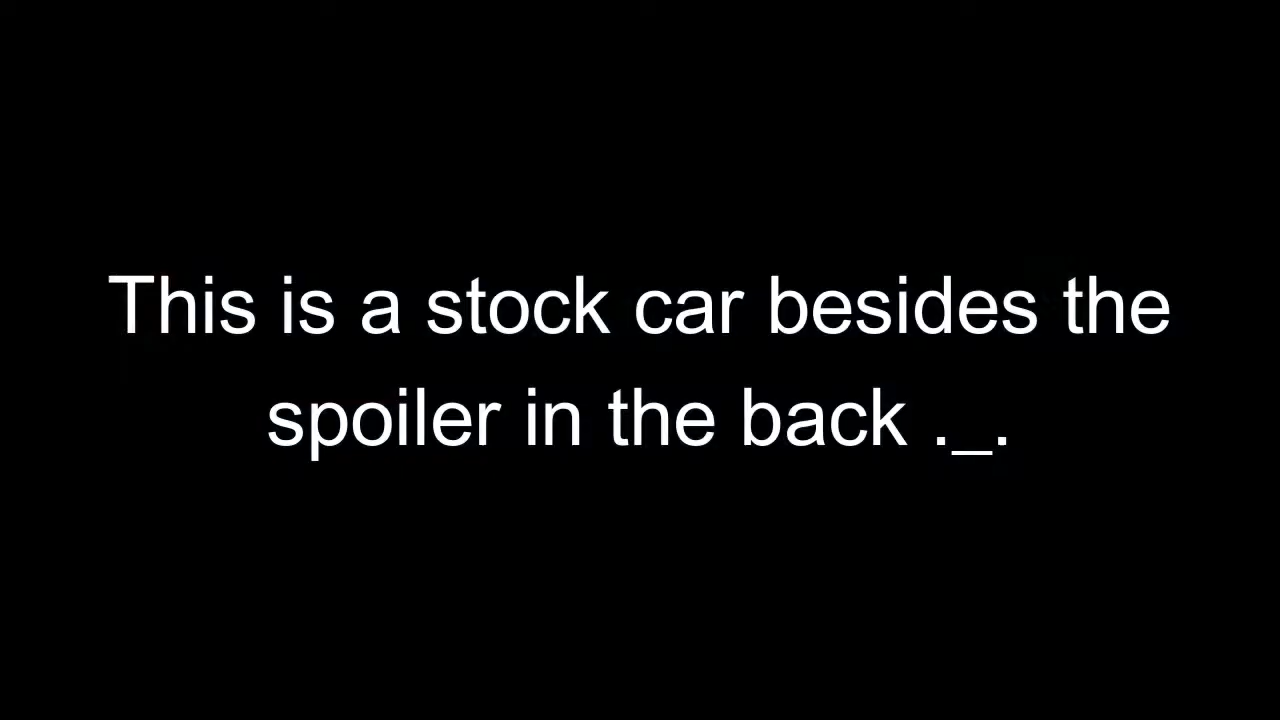 This is a stock car besides the
spoiler in the back ._.